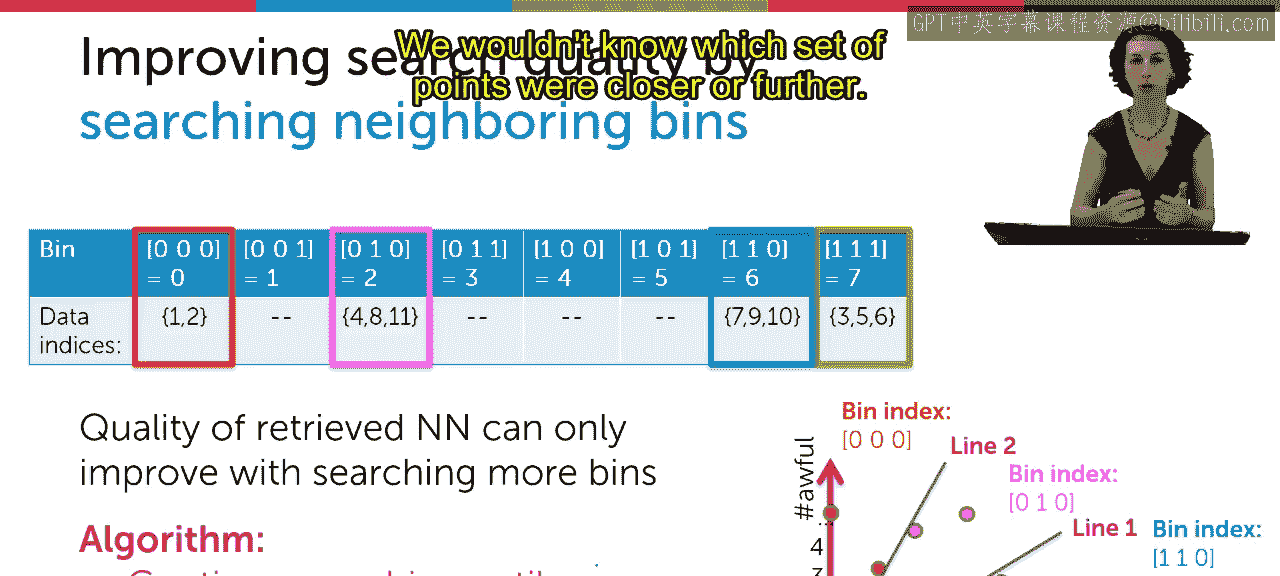 GPT中英字幕课程资源@bilibili.com
We wouldn't know which set of
points were closer or further.
Improving search quality by
searching neighboring bins
Bin [0 0 0] [0 0 1] [0 1 0] [0 1 1] [1 0 0] [1 0 1] [1 1 0] [1 1 1]
= 0 = 1 = 2 = 3 = 4 = 5 = 6 = 7
Data {1,2} -- {4,8,11} -- -- -- {7,9,10} {3,5,6}
indices:
Quality of retrieved NN can only
improve with searching more bins
Algorithm:
Bin index:
[0 0 0]
Line 2
Bin index:
[0 1 0]
Line 1
Bin index:
[1 1 0]
#awful
...
4